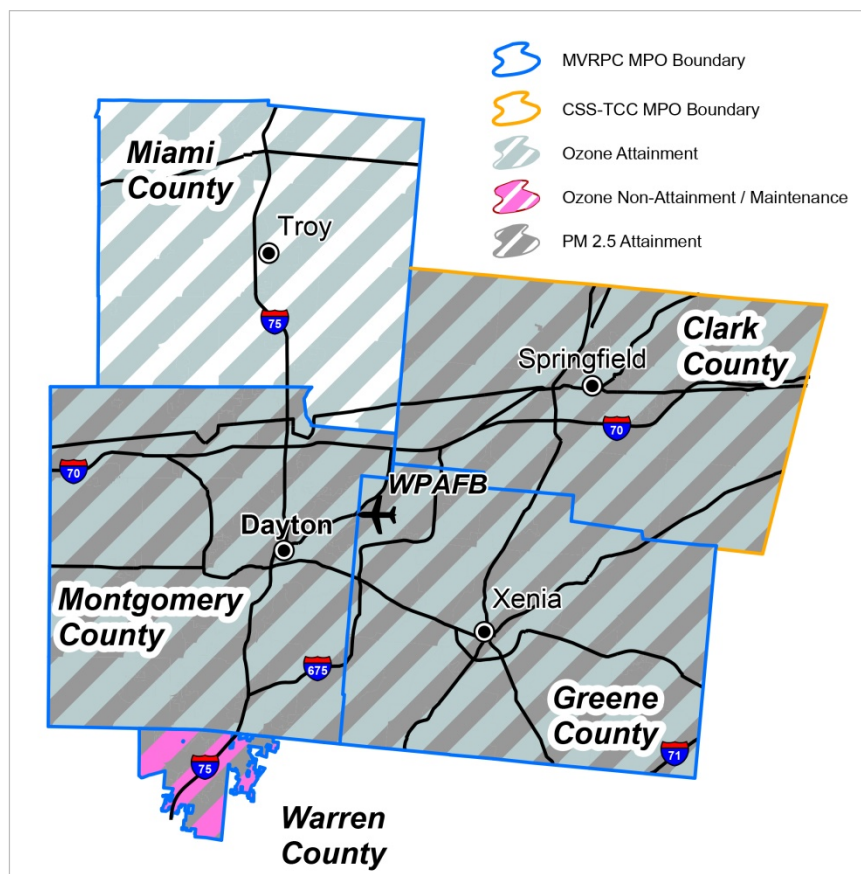 MVRPC MPO Boundary
CSS-TCC MPO Boundary
Ozone Attainment
Ozone Non-Attainment / Maintenance
PM 2.5 Attainment
Miami
County
Troy
75
Clark
County
Springfield
70
70
WPAFB
Dayton
Montgomery
County
Xenia
675
Greene
County
71
75
Warren
County